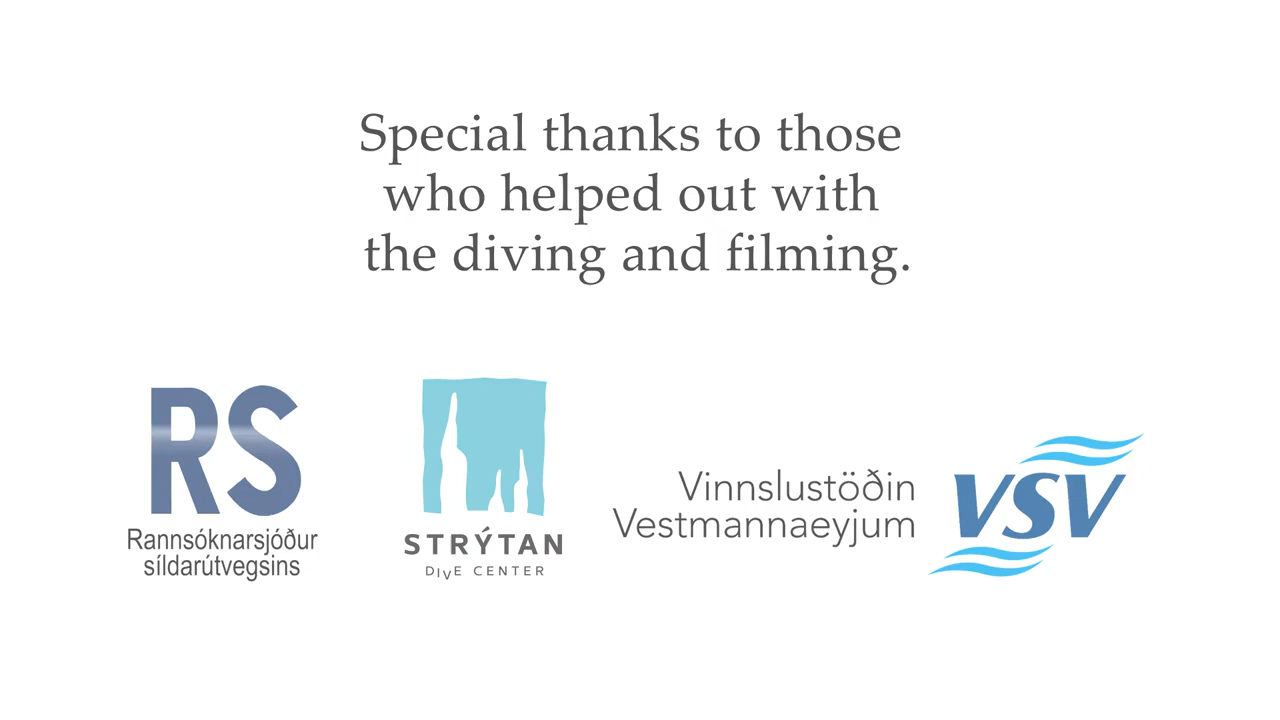 Special thanks to those
who helped out with
the diving and filming.
RS
Rannsóknarsjóður
síldarútvegsins
STRÝTAN
DIVE CENTER
Vinnslustöðin
Vestmannaeyjum
VSV